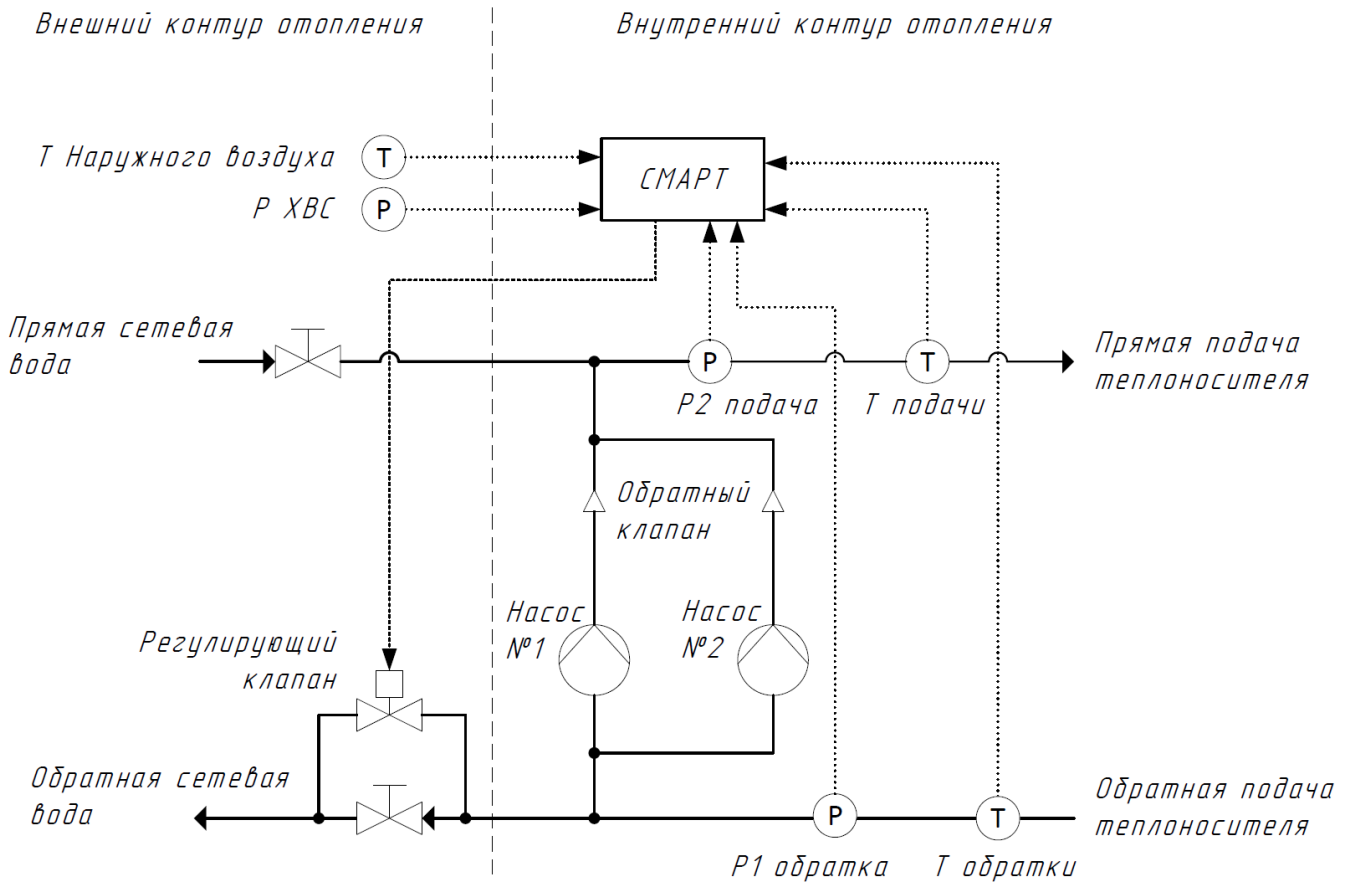 Внешний контур отопления
Внутренний контур отопления
Т Наружного воздуха
Т
СМАРТ
Р ХВС
Р
Прямая сетевая
вода
Р
Т
Прямая подача
теплоносителя
Р2 подача
Т подачи
Обратный
клапан
Насос
№1
Насос
№2
Регулирующий
клапан
Обратная сетевая
вода
Р
Т
Обратная подача
теплоносителя
Р1 обратка
Т обратки